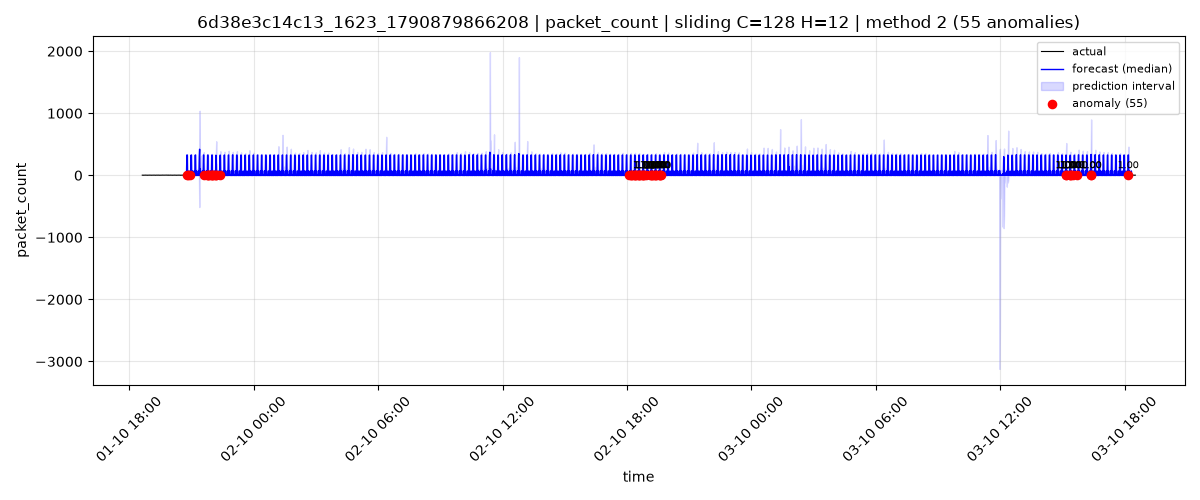 6d38e3c14c13_1623_1790879866208 | packet_count | sliding C=128 H=12 | method 2 (55 anomalies)
actual
forecast (median)
prediction interval
anomaly (55)
packet_count
2000
1000
0
−1000
−2000
−3000
01-10 18:00
02-10 00:00
02-10 06:00
02-10 12:00
02-10 18:00
03-10 00:00
03-10 06:00
03-10 12:00
03-10 18:00
time